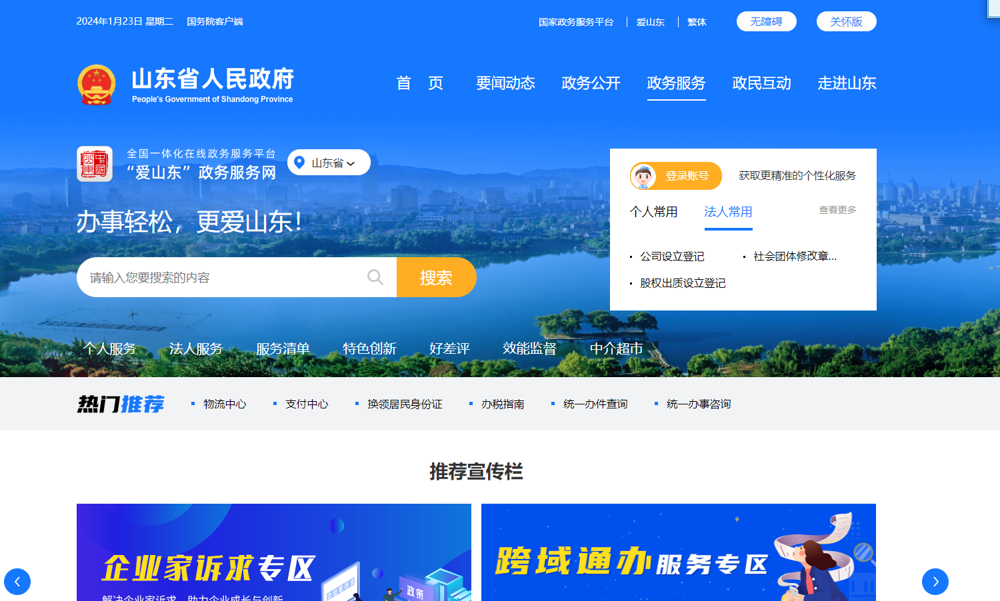 2024年1月23日 星期二 国务院客户端
国家政务服务平台 爱山东 繁体 无障碍 关怀版
山东省人民政府
People's Government of Shandong Province
首 页 要闻动态 政务公开 政务服务 政民互动 走进山东
全国一体化在线政务服务平台
“爱山东”政务服务网
山东省
办事轻松，更爱山东！
请输入您要搜索的内容 搜索
登录账号 获取更精准的个性化服务
个人常用 法人常用 查看更多
公司设立登记 社会团体修改章...
股权出质设立登记
个人服务 法人服务 服务清单 特色创新 好差评 效能监督 中介超市
热门推荐 物流中心 支付中心 换领居民身份证 办税指南 统一办件查询 统一办事咨询
推荐宣传栏
企业家诉求专区
解决企业家诉求，助力企业成长与创新
企业家诉求
政策
跨域通办服务专区